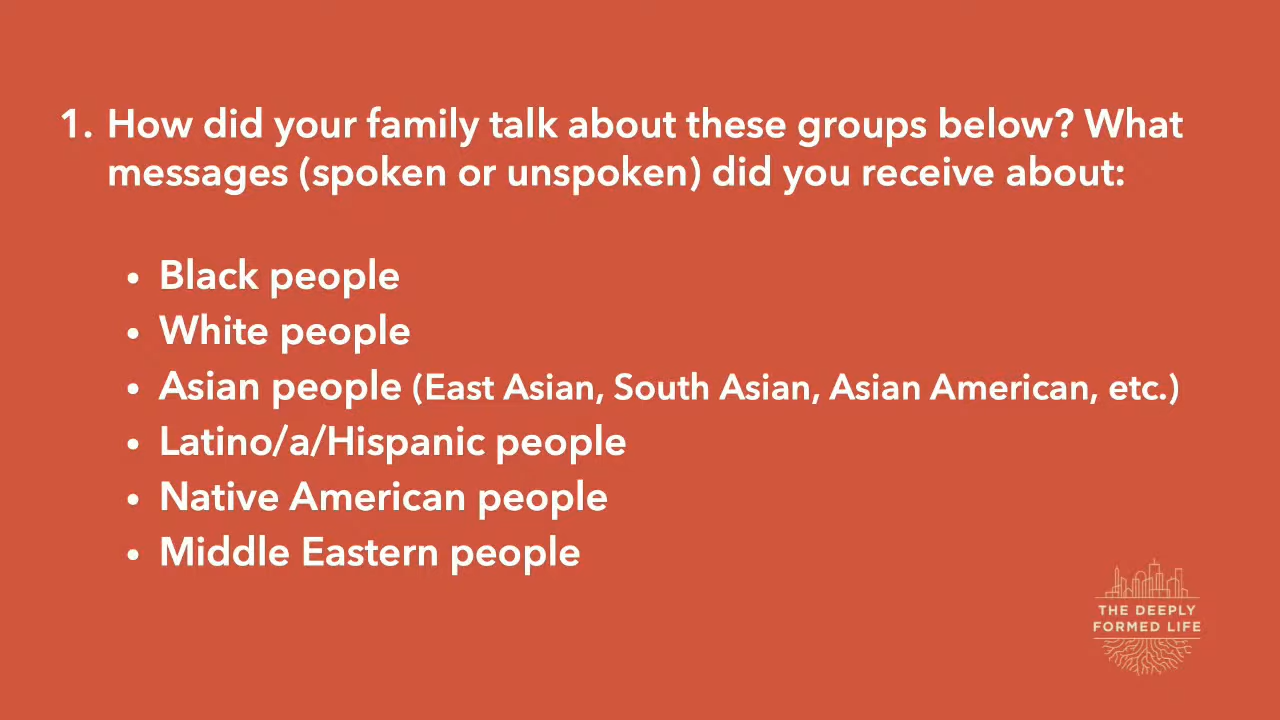 1. How did your family talk about these groups below? What
messages (spoken or unspoken) did you receive about:
• Black people
• White people
• Asian people (East Asian, South Asian, Asian American, etc.)
• Latino/a/Hispanic people
• Native American people
• Middle Eastern people
THE DEEPLY
FORMED LIFE